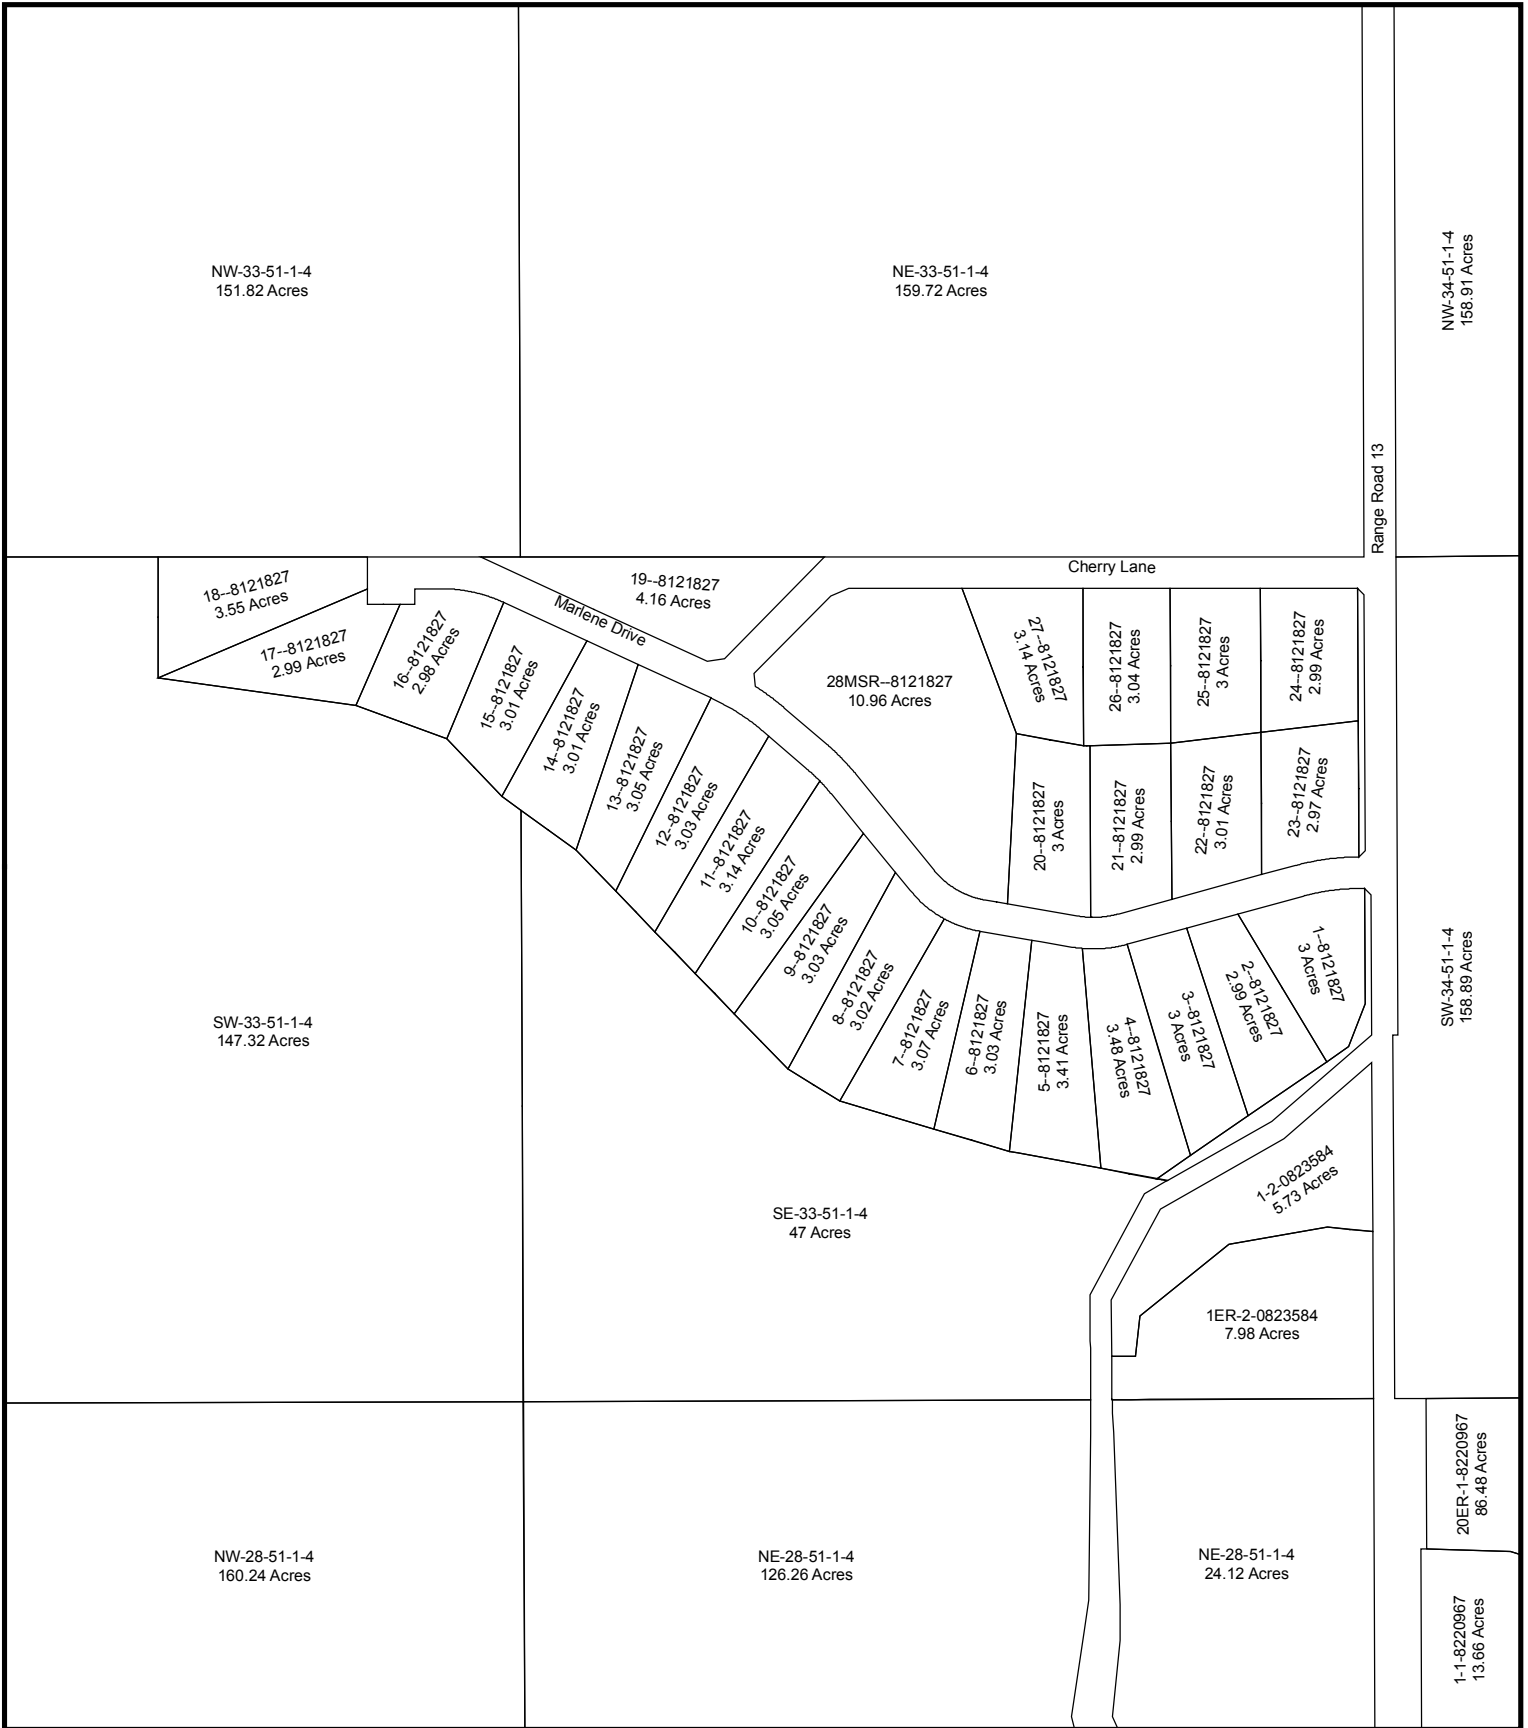 NW-33-51-1-4
151.82 Acres
NE-33-51-1-4
159.72 Acres
NW-34-51-1-4
158.91 Acres
Range Road 13
Cherry Lane
18--8121827
3.55 Acres
17--8121827
2.99 Acres
16--8121827
2.98 Acres
Marlene Drive
19--8121827
4.16 Acres
15--8121827
3.01 Acres
14--8121827
3.01 Acres
13--8121827
3.05 Acres
12--8121827
3.03 Acres
11--8121827
3.14 Acres
10--8121827
3.05 Acres
9--8121827
3.03 Acres
8--8121827
3.02 Acres
7--8121827
3.07 Acres
6--8121827
3.03 Acres
5--8121827
3.41 Acres
4--8121827
3.48 Acres
3--8121827
3 Acres
2--8121827
2.99 Acres
1--8121827
3 Acres
28MSR--8121827
10.96 Acres
27--8121827
3.14 Acres
26--8121827
3.04 Acres
25--8121827
3 Acres
24--8121827
2.99 Acres
20--8121827
3 Acres
21--8121827
2.99 Acres
22--8121827
3.01 Acres
23--8121827
2.97 Acres
SW-33-51-1-4
147.32 Acres
SW-34-51-1-4
158.89 Acres
SE-33-51-1-4
47 Acres
1-2-0823584
5.73 Acres
1ER-2-0823584
7.98 Acres
20ER-1-8220967
86.48 Acres
NW-28-51-1-4
160.24 Acres
NE-28-51-1-4
126.26 Acres
NE-28-51-1-4
24.12 Acres
1-1-8220967
13.66 Acres